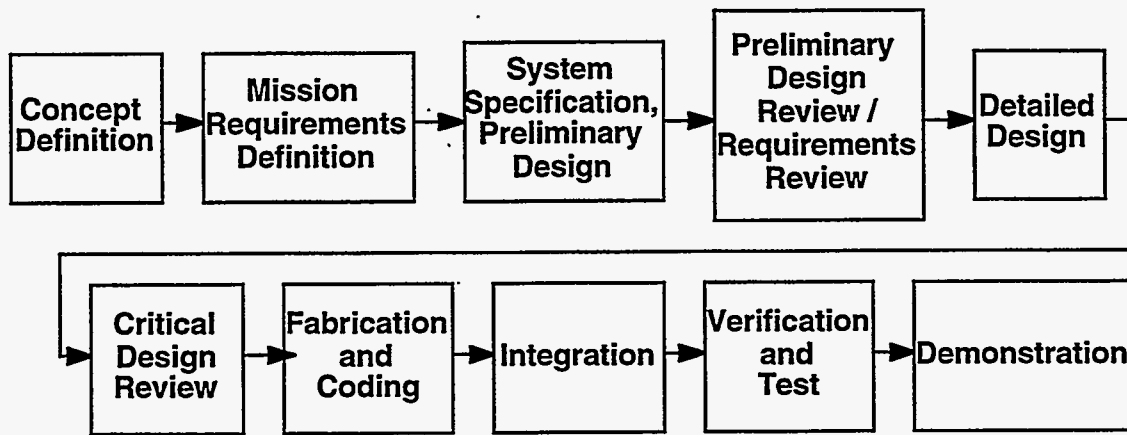 Concept
Definition
Mission
Requirements
Definition
System
Specification,
Preliminary
Design
Preliminary
Design
Review /
Requirements
Review
Detailed
Design
Critical
Design
Review
Fabrication
and
Coding
Integration
Verification
and
Test
Demonstration